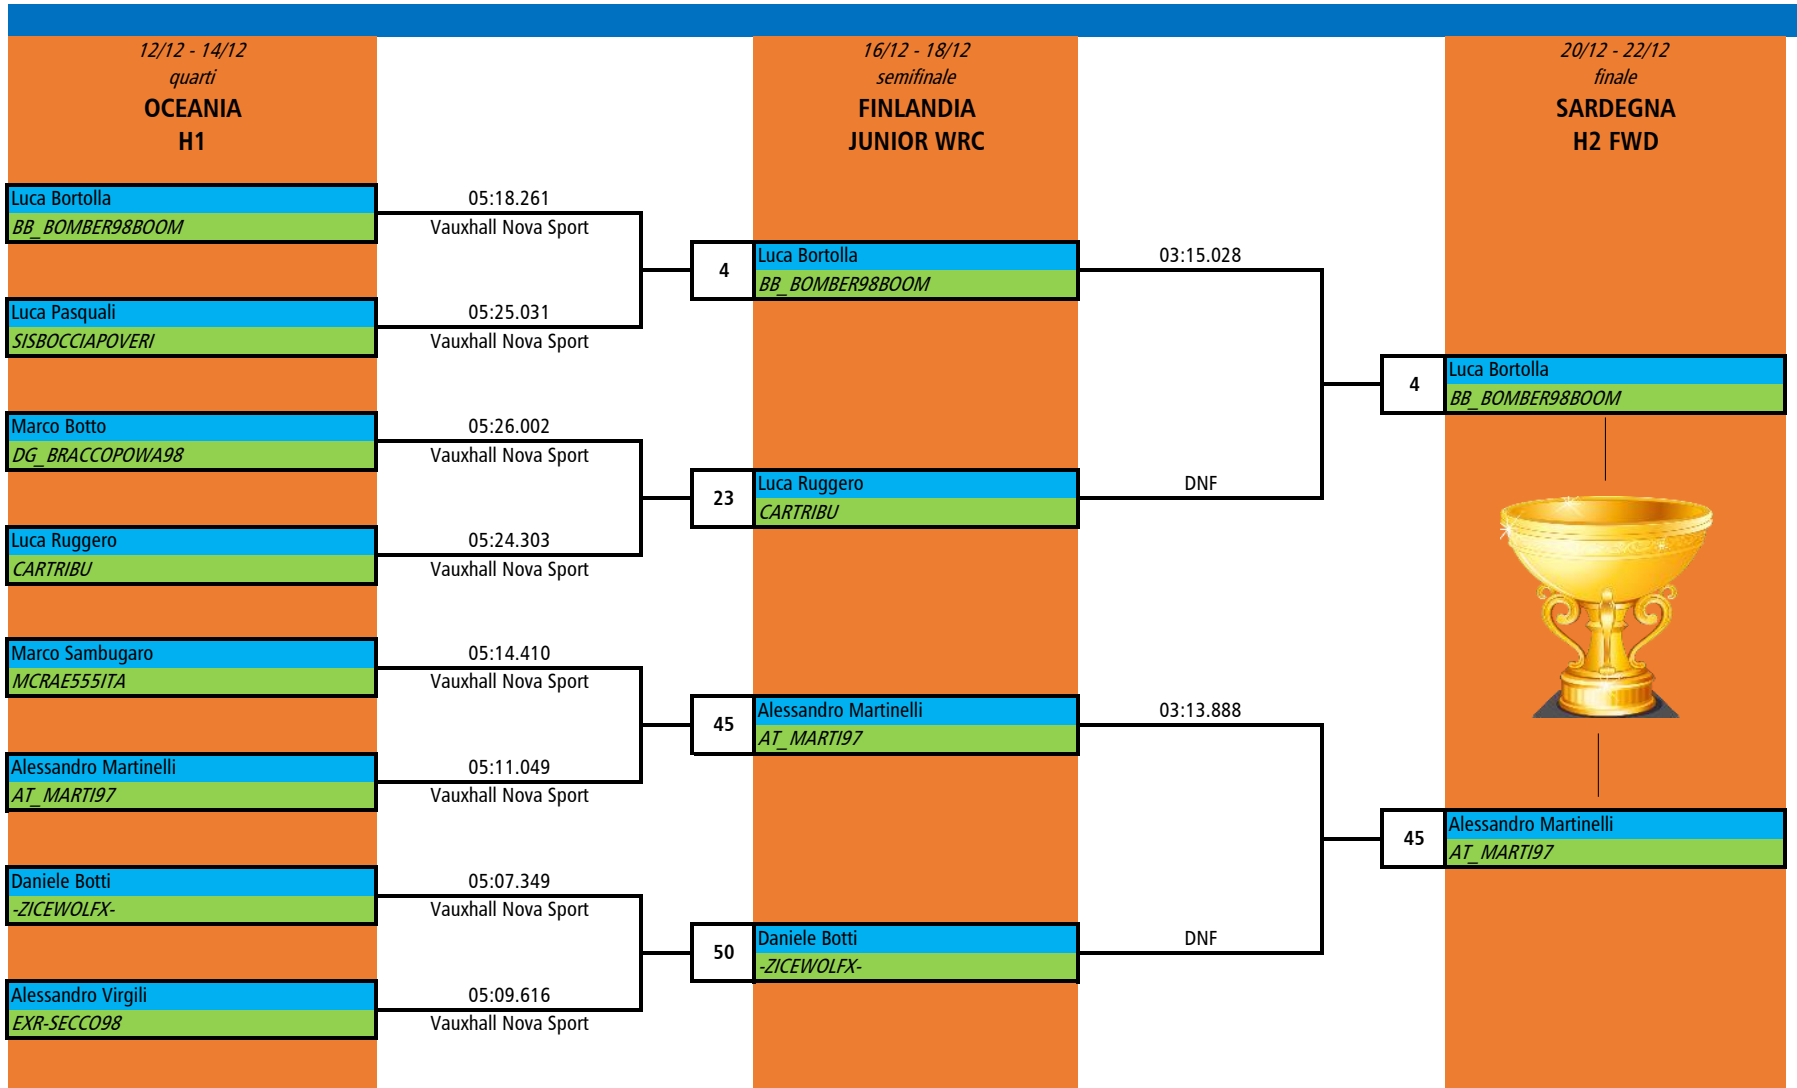 12/12 - 14/12
quarti
OCEANIA
H1
16/12 - 18/12
semifinale
FINLANDIA
JUNIOR WRC
20/12 - 22/12
finale
SARDEGNA
H2 FWD
Luca Bortolla
BB_BOMBER98BOOM
05:18.261
Vauxhall Nova Sport
Luca Pasquali
SISBOCCIAPOVERI
05:25.031
Vauxhall Nova Sport
Marco Botto
DG_BRACCOPOWA98
05:26.002
Vauxhall Nova Sport
Luca Ruggero
CARTRIBU
05:24.303
Vauxhall Nova Sport
Marco Sambugaro
MCRAE555ITA
05:14.410
Vauxhall Nova Sport
Alessandro Martinelli
AT_MARTI97
05:11.049
Vauxhall Nova Sport
Daniele Botti
-ZICEWOLFX-
05:07.349
Vauxhall Nova Sport
Alessandro Virgili
EXR-SECCO98
05:09.616
Vauxhall Nova Sport
4
Luca Bortolla
BB_BOMBER98BOOM
03:15.028
23
Luca Ruggero
CARTRIBU
DNF
45
Alessandro Martinelli
AT_MARTI97
03:13.888
50
Daniele Botti
-ZICEWOLFX-
DNF
4
Luca Bortolla
BB_BOMBER98BOOM
45
Alessandro Martinelli
AT_MARTI97